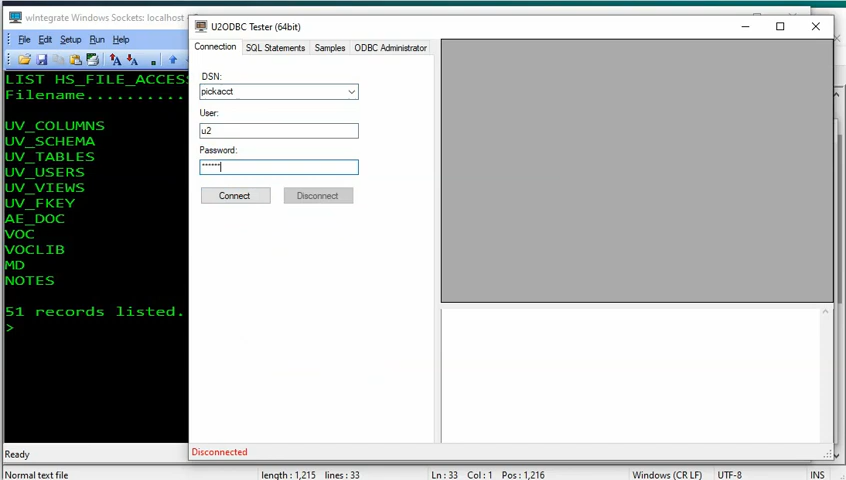 wIntegrate Windows Sockets: localhost -
File Edit Setup Run Help
LIST HS_FILE_ACCESS
Filename..........
UV_COLUMNS
UV_SCHEMA
UV_TABLES
UV_USERS
UV_VIEWS
UV_FKEY
AE_DOC
VOC
VOCLIB
MD
NOTES
51 records listed.
>
Ready
U2ODBC Tester (64bit)
Connection SQL Statements Samples ODBC Administrator
DSN:
pickacct
User:
u2
Password:
******
Connect Disconnect
Disconnected
Normal text file length : 1,215 lines : 33 Ln : 33 Col : 1 Pos : 1,216 Windows (CR LF) UTF-8 INS